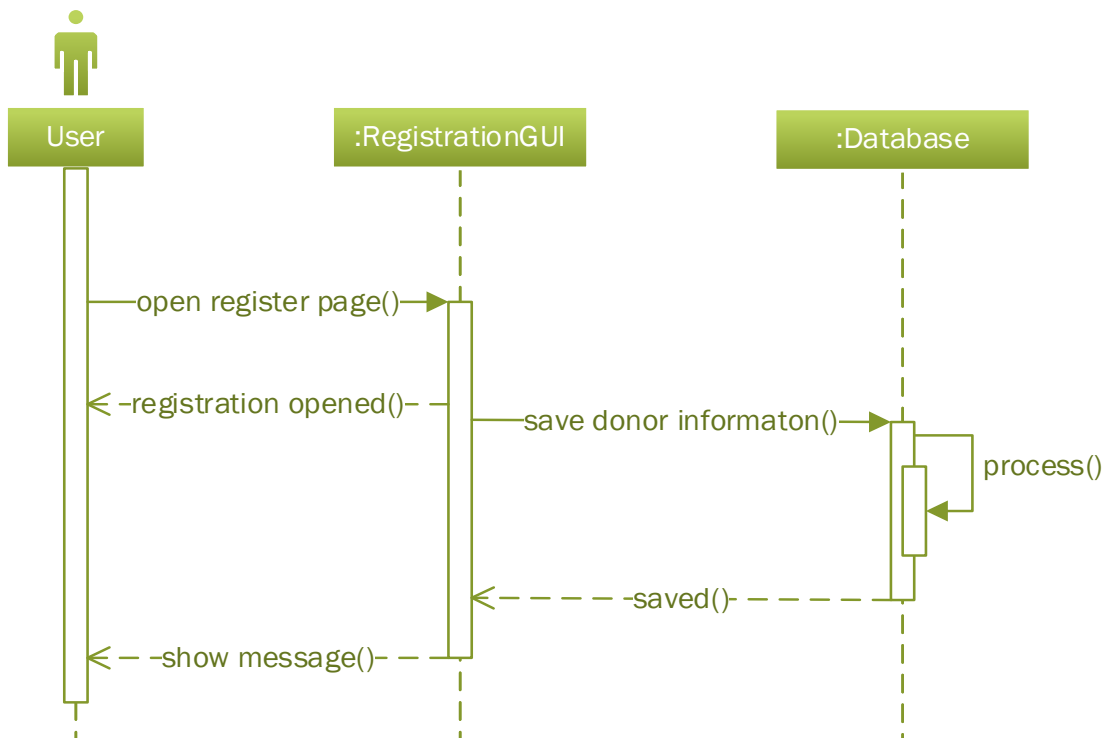 User
:RegistrationGUI
:Database
open register page()
registration opened()
save donor informaton()
process()
saved()
show message()